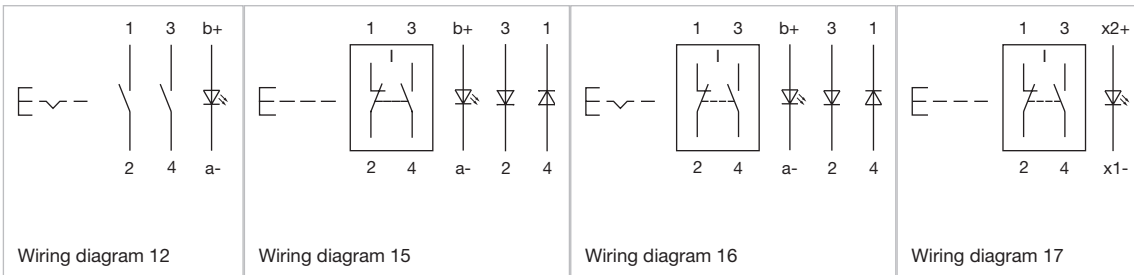 1 3 b+
2 4 a-
Wiring diagram 12
1 3 b+ 3 1
I
2 4 a- 2 4
Wiring diagram 15
1 3 b+ 3 1
I
2 4 a- 2 4
Wiring diagram 16
1 3 x2+
I
2 4 x1-
Wiring diagram 17